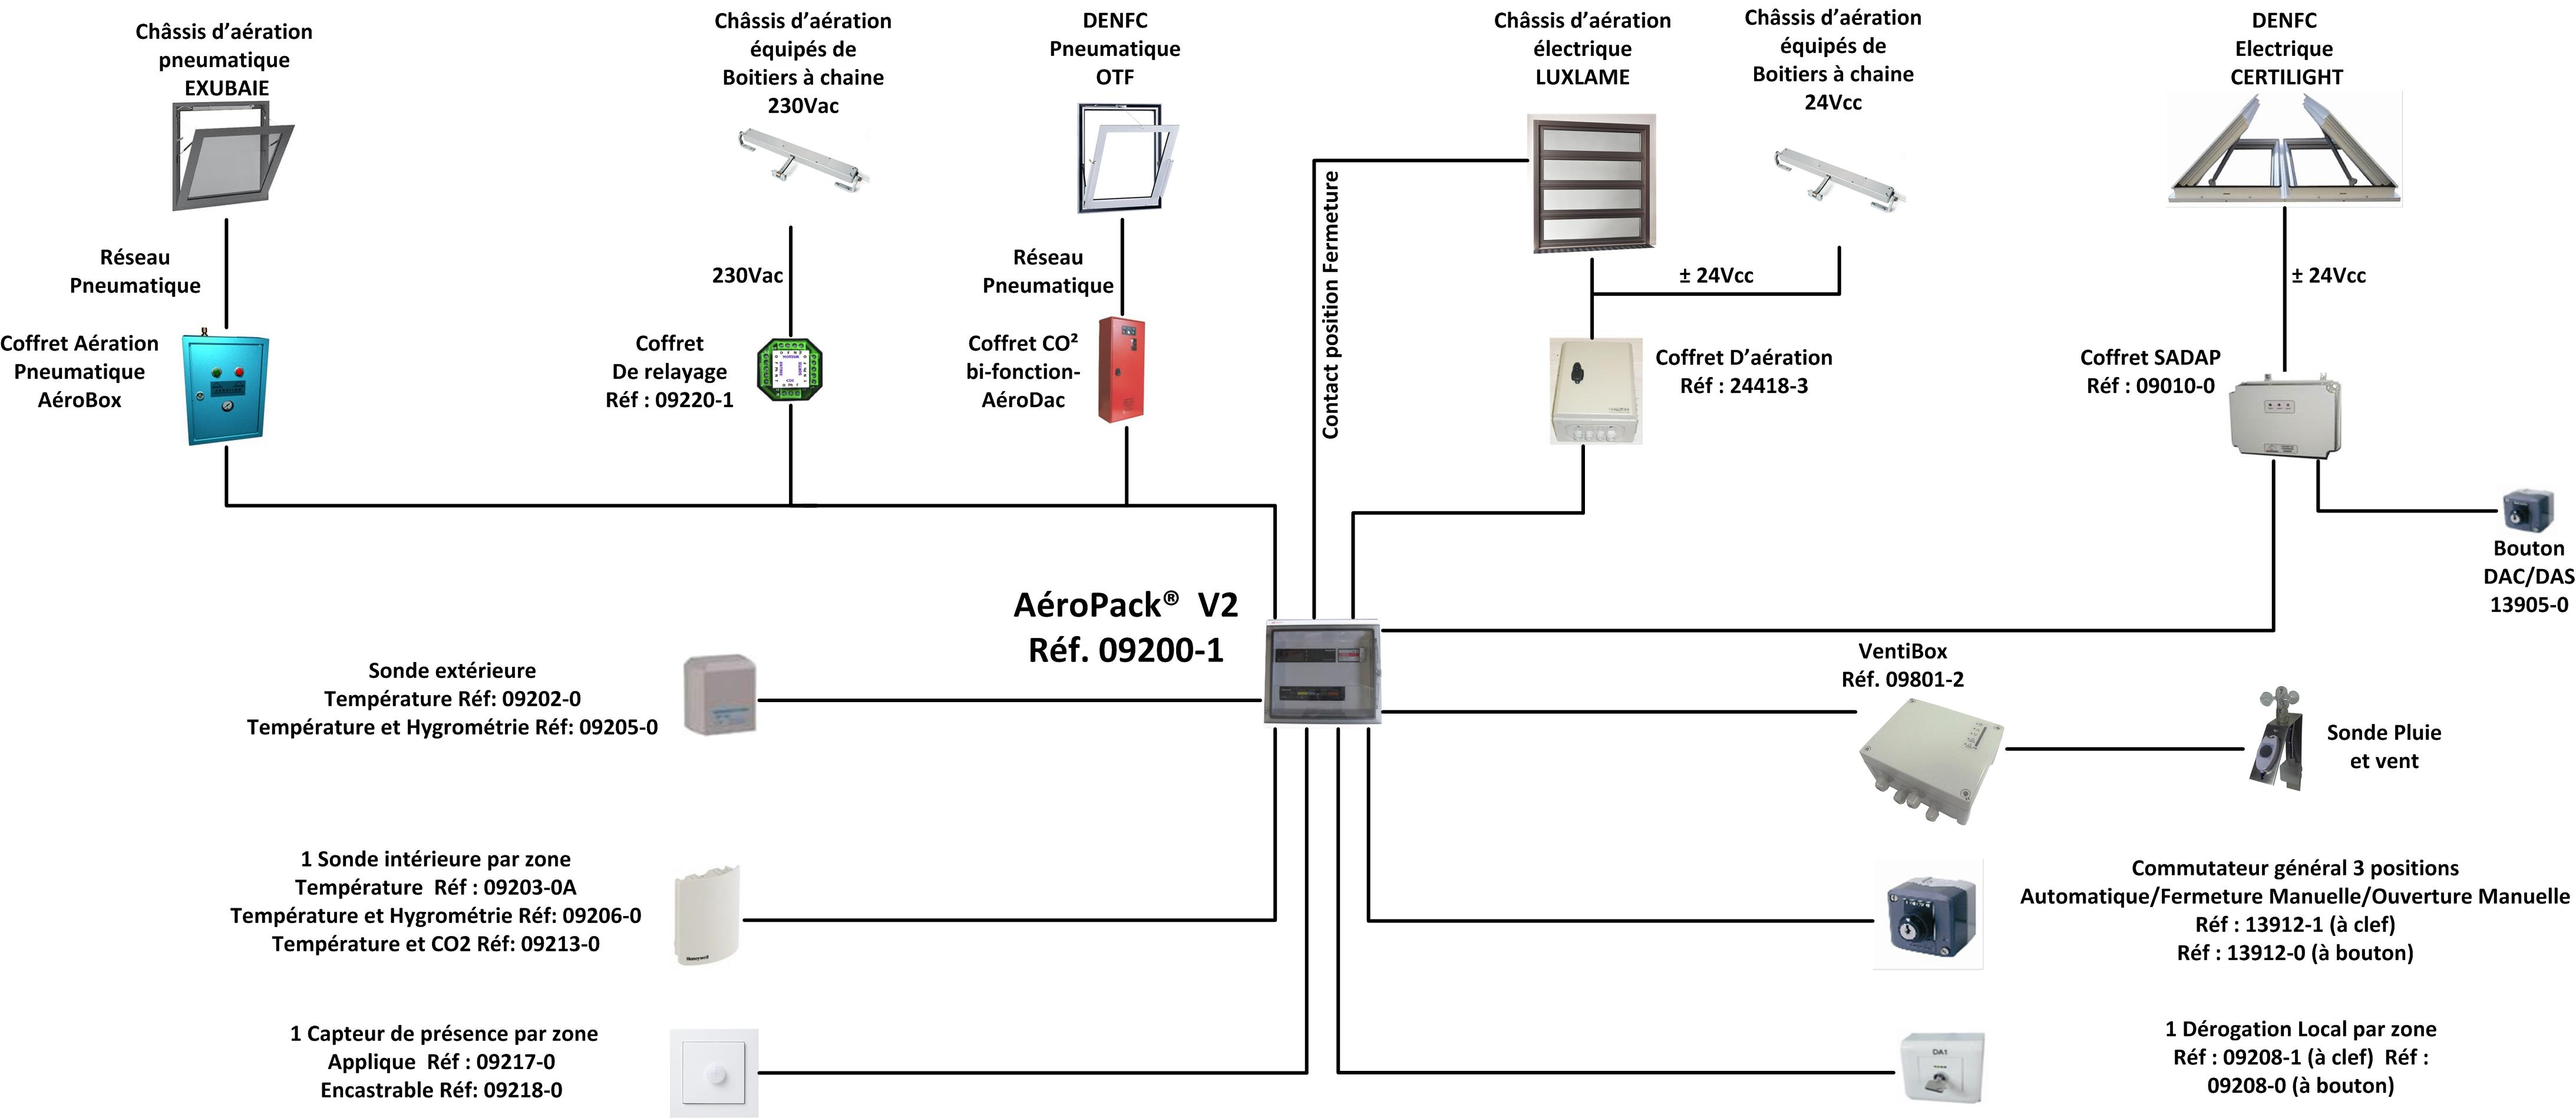 Châssis d’aération
pneumatique
EXUBAIE
Châssis d’aération
équipés de
Boitiers à chaine
230Vac
DENFC
Pneumatique
OTF
Châssis d’aération
électrique
LUXLAME
Châssis d’aération
équipés de
Boitiers à chaine
24Vcc
DENFC
Electrique
CERTILIGHT
Réseau
Pneumatique
230Vac
Réseau
Pneumatique
Contact position Fermeture
± 24Vcc
± 24Vcc
Coffret Aération
Pneumatique
AéroBox
Coffret
De relayage
Réf : 09220-1
Coffret CO²
bi-fonction-
AéroDac
Coffret D’aération
Réf : 24418-3
Coffret SADAP
Réf : 09010-0
Bouton
DAC/DAS
13905-0
AéroPack® V2
Réf. 09200-1
Sonde extérieure
Température Réf: 09202-0
Température et Hygrométrie Réf: 09205-0
VentiBox
Réf. 09801-2
Sonde Pluie
et vent
1 Sonde intérieure par zone
Température  Réf : 09203-0A
Température et Hygrométrie Réf: 09206-0
Température et CO2 Réf: 09213-0
Honeywell
Commutateur général 3 positions
Automatique/Fermeture Manuelle/Ouverture Manuelle
Réf : 13912-1 (à clef)
Réf : 13912-0 (à bouton)
1 Capteur de présence par zone
Applique  Réf : 09217-0
Encastrable Réf: 09218-0
DA1
1 Dérogation Local par zone
Réf : 09208-1 (à clef)  Réf :
09208-0 (à bouton)